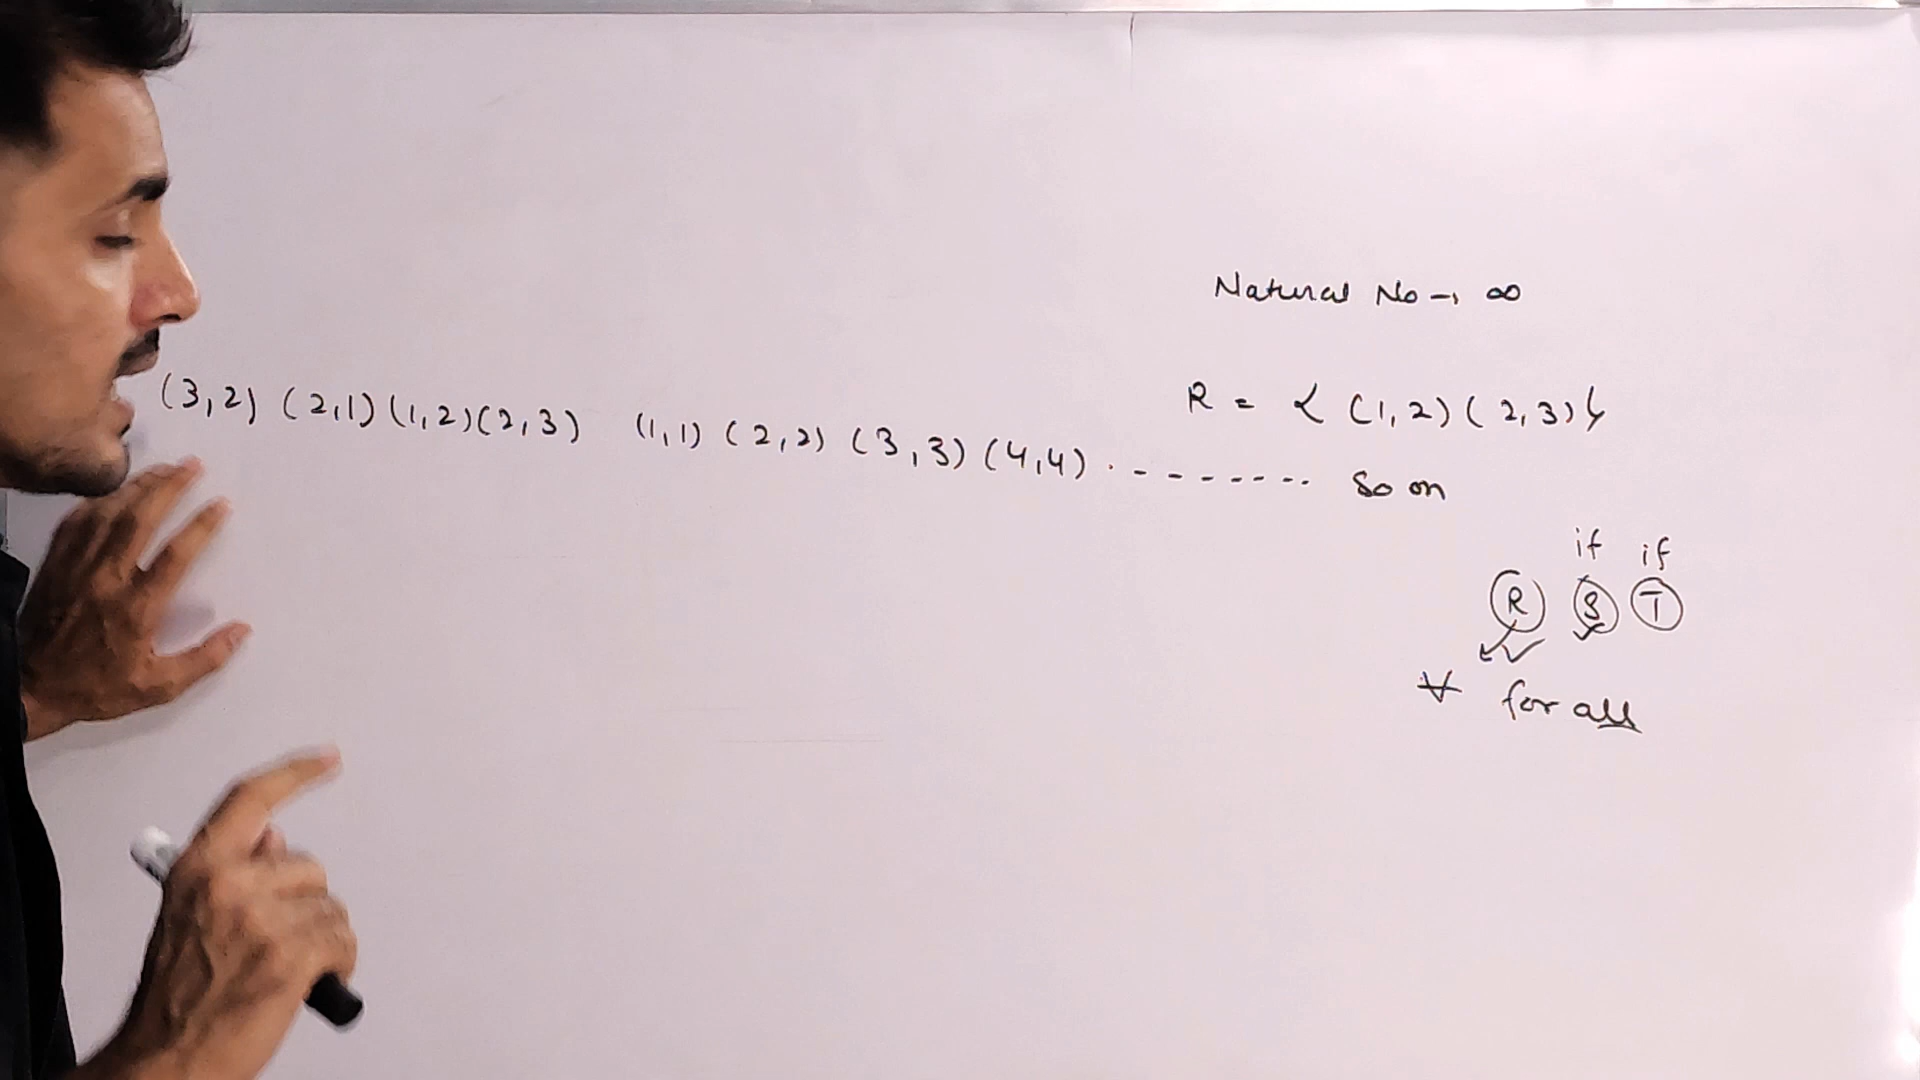 Natural No → ∞
R = { (1,2) (2,3) }
(3,2) (2,1) (1,2) (2,3) (1,1) (2,2) (3,3) (4,4) . - - - - - - - - so on
if if
R S T
∀ for all